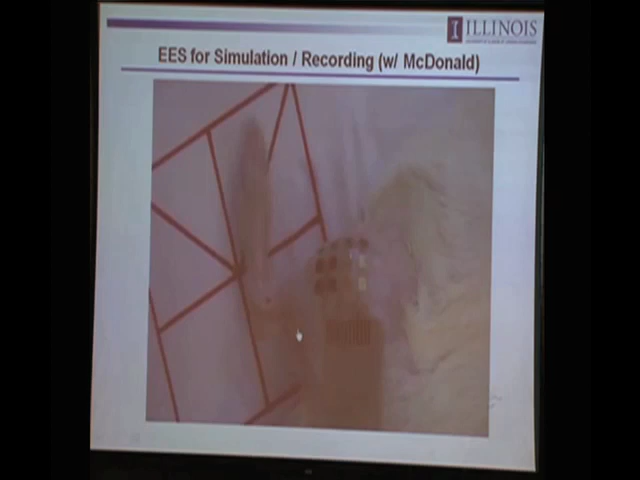 I ILLINOIS
EES for Simulation / Recording (w/ McDonald)